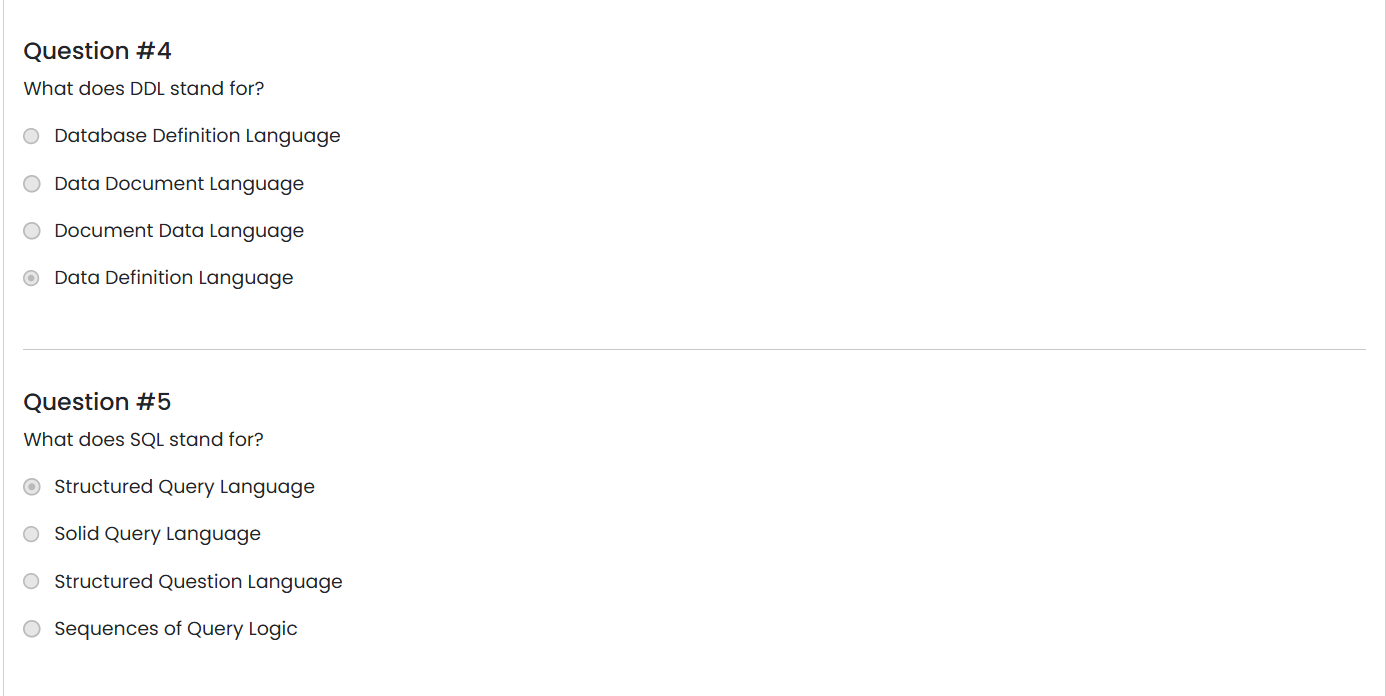 Question #4
What does DDL stand for?
Database Definition Language
Data Document Language
Document Data Language
Data Definition Language
Question #5
What does SQL stand for?
Structured Query Language
Solid Query Language
Structured Question Language
Sequences of Query Logic